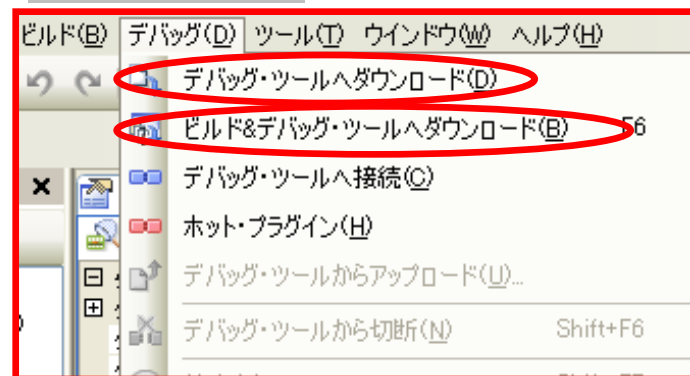 ビルド(B) デバッグ(D) ツール(T) ウインドウ(W) ヘルプ(H)
デバッグ・ツールへダウンロード(D)
ビルド&デバッグ・ツールへダウンロード(B) F6
デバッグ・ツールへ接続(C)
ホット・プラグイン(H)
デバッグ・ツールからアップロード(U)...
デバッグ・ツールから切断(N) Shift+F6